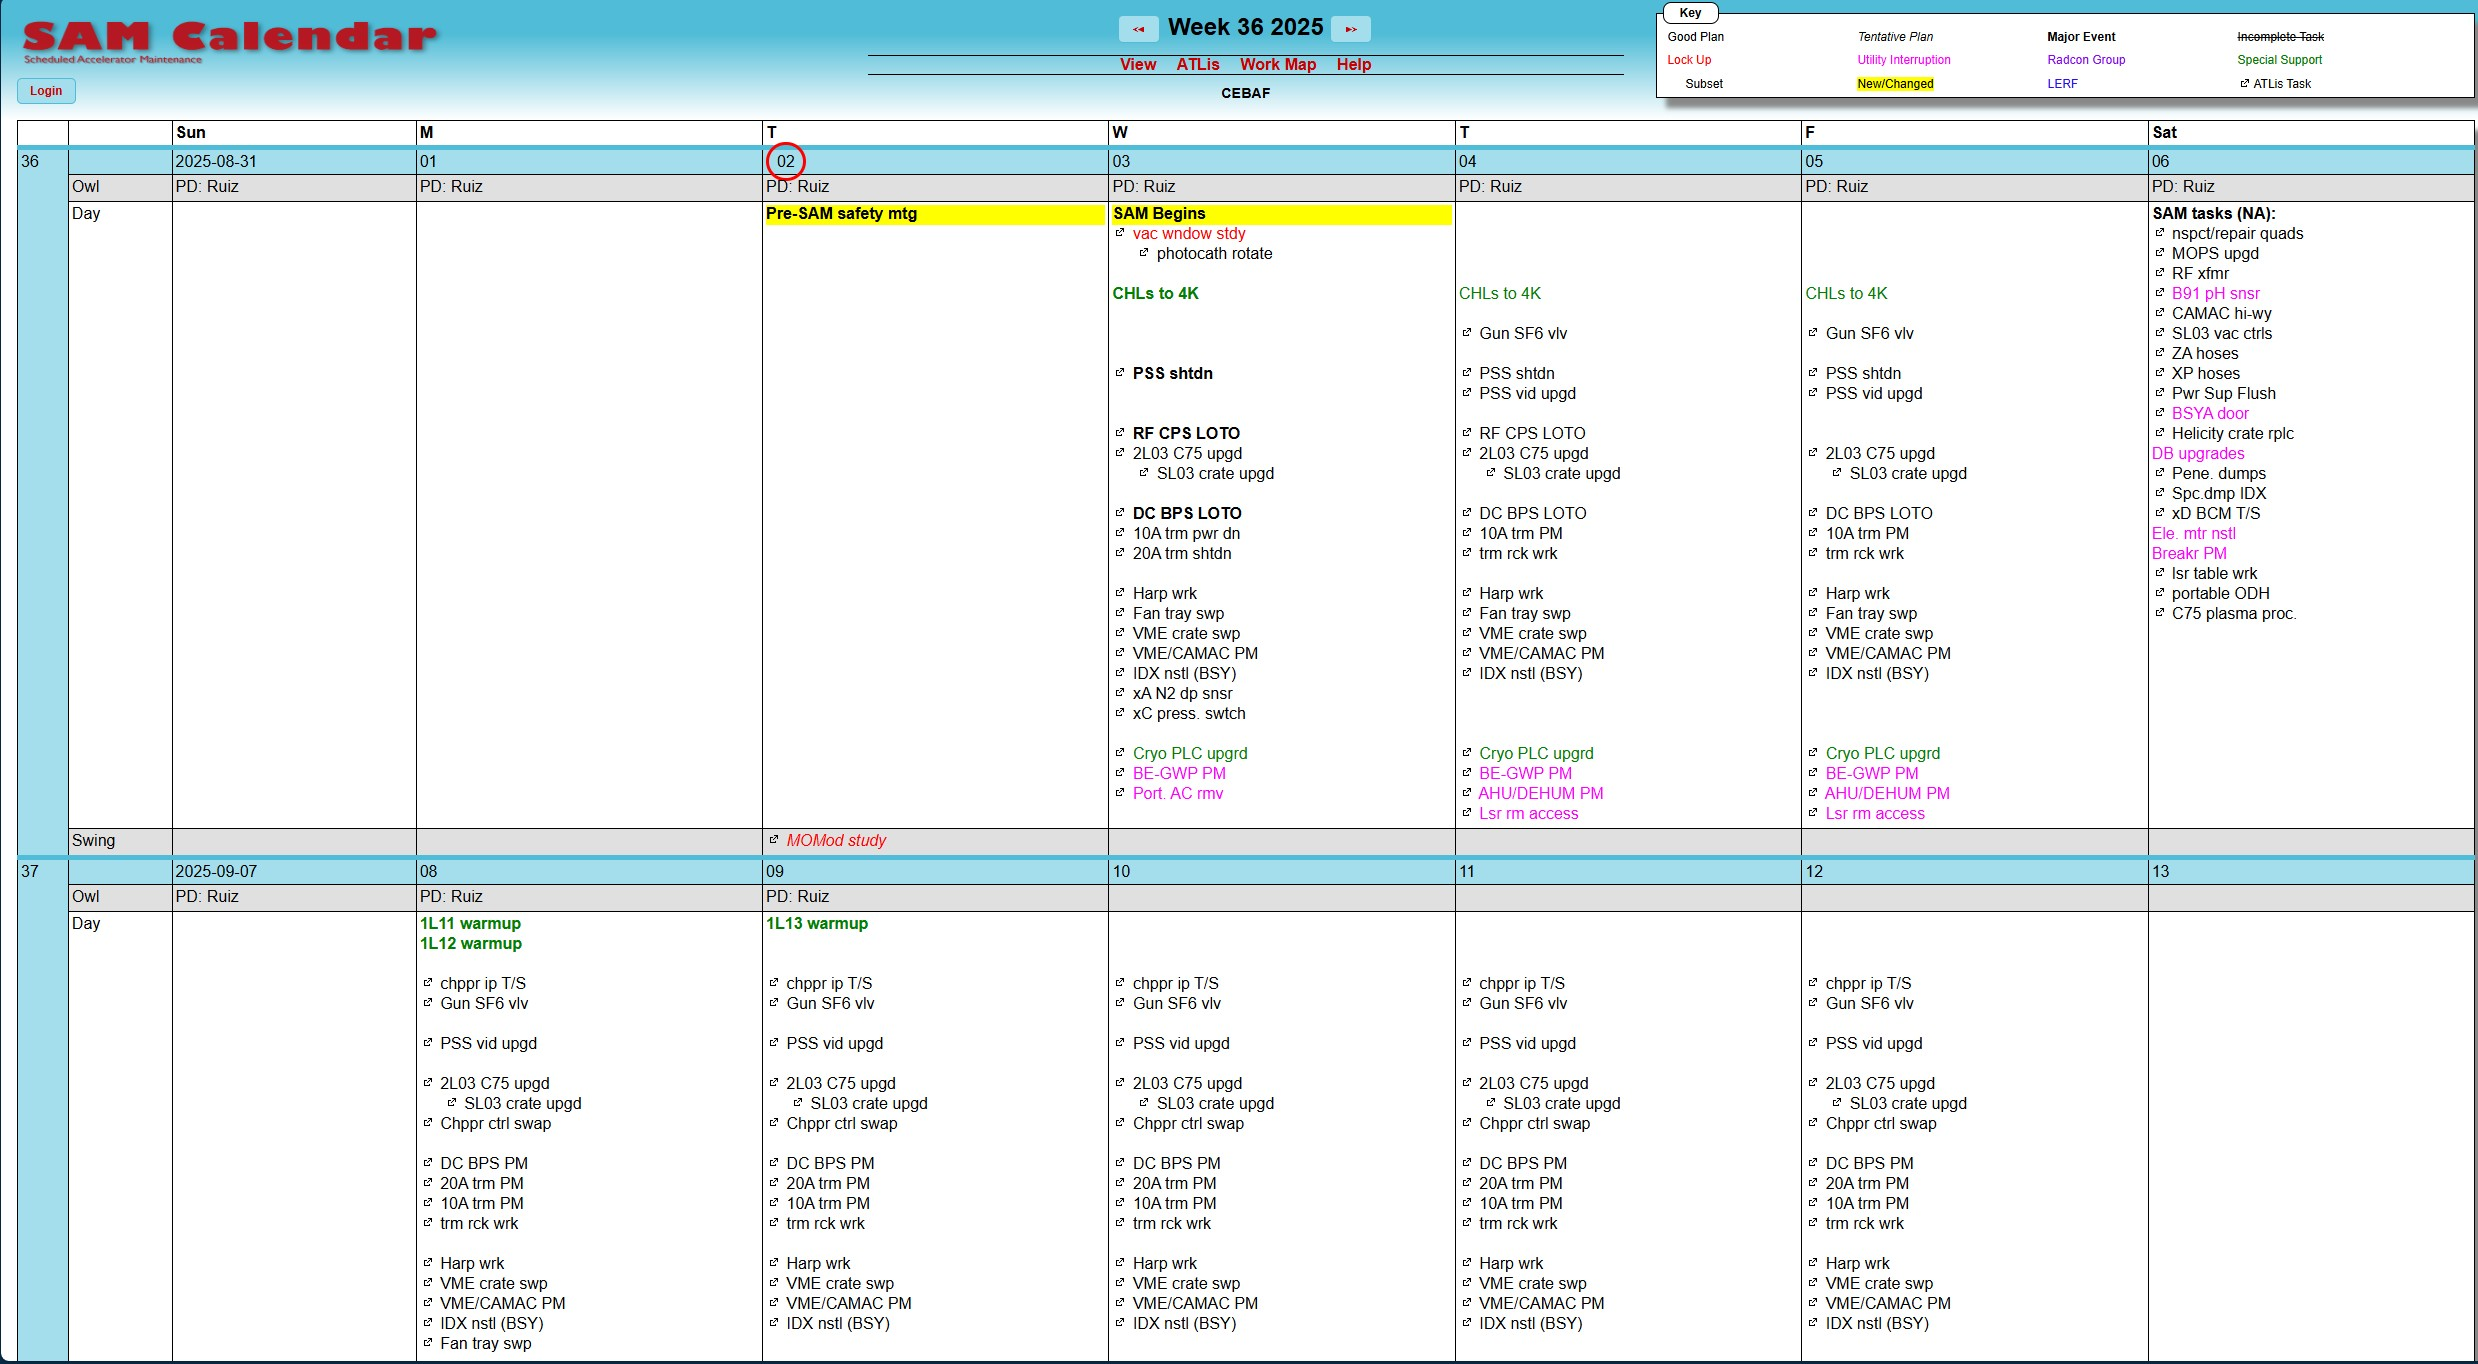 SAM Calendar
Scheduled Accelerator Maintenance
Login
Week 36 2025
View ATLis Work Map Help
CEBAF
Key
Good Plan Tentative Plan Major Event Incomplete Task
Lock Up Utility Interruption Radcon Group Special Support
Subset New/Changed LERF ATLis Task
Sun M T W T F Sat
36 2025-08-31 01 02 03 04 05 06
Owl PD: Ruiz PD: Ruiz PD: Ruiz PD: Ruiz PD: Ruiz PD: Ruiz PD: Ruiz
Day Pre-SAM safety mtg SAM Begins SAM tasks (NA):
vac wndow stdy nspct/repair quads
photocath rotate MOPS upgd
RF xfmr
CHLs to 4K CHLs to 4K CHLs to 4K B91 pH snsr
CAMAC hi-wy
Gun SF6 vlv Gun SF6 vlv SL03 vac ctrls
ZA hoses
PSS shtdn PSS shtdn PSS shtdn XP hoses
PSS vid upgd PSS vid upgd Pwr Sup Flush
BSYA door
RF CPS LOTO RF CPS LOTO Helicity crate rplc
2L03 C75 upgd 2L03 C75 upgd 2L03 C75 upgd DB upgrades
SL03 crate upgd SL03 crate upgd SL03 crate upgd Pene. dumps
Spc.dmp IDX
DC BPS LOTO DC BPS LOTO DC BPS LOTO xD BCM T/S
10A trm pwr dn 10A trm PM 10A trm PM Ele. mtr nstl
20A trm shtdn trm rck wrk trm rck wrk Breakr PM
lsr table wrk
Harp wrk Harp wrk Harp wrk portable ODH
Fan tray swp Fan tray swp Fan tray swp C75 plasma proc.
VME crate swp VME crate swp VME crate swp
VME/CAMAC PM VME/CAMAC PM VME/CAMAC PM
IDX nstl (BSY) IDX nstl (BSY) IDX nstl (BSY)
xA N2 dp snsr
xC press. swtch
Cryo PLC upgrd Cryo PLC upgrd Cryo PLC upgrd
BE-GWP PM BE-GWP PM BE-GWP PM
Port. AC rmv AHU/DEHUM PM AHU/DEHUM PM
Lsr rm access Lsr rm access
Swing MOMod study
37 2025-09-07 08 09 10 11 12 13
Owl PD: Ruiz PD: Ruiz PD: Ruiz
Day 1L11 warmup 1L13 warmup
1L12 warmup
chppr ip T/S chppr ip T/S chppr ip T/S chppr ip T/S chppr ip T/S
Gun SF6 vlv Gun SF6 vlv Gun SF6 vlv Gun SF6 vlv Gun SF6 vlv
PSS vid upgd PSS vid upgd PSS vid upgd PSS vid upgd PSS vid upgd
2L03 C75 upgd 2L03 C75 upgd 2L03 C75 upgd 2L03 C75 upgd 2L03 C75 upgd
SL03 crate upgd SL03 crate upgd SL03 crate upgd SL03 crate upgd SL03 crate upgd
Chppr ctrl swap Chppr ctrl swap Chppr ctrl swap Chppr ctrl swap Chppr ctrl swap
DC BPS PM DC BPS PM DC BPS PM DC BPS PM DC BPS PM
20A trm PM 20A trm PM 20A trm PM 20A trm PM 20A trm PM
10A trm PM 10A trm PM 10A trm PM 10A trm PM 10A trm PM
trm rck wrk trm rck wrk trm rck wrk trm rck wrk trm rck wrk
Harp wrk Harp wrk Harp wrk Harp wrk Harp wrk
VME crate swp VME crate swp VME crate swp VME crate swp VME crate swp
VME/CAMAC PM VME/CAMAC PM VME/CAMAC PM VME/CAMAC PM VME/CAMAC PM
IDX nstl (BSY) IDX nstl (BSY) IDX nstl (BSY) IDX nstl (BSY) IDX nstl (BSY)
Fan tray swp